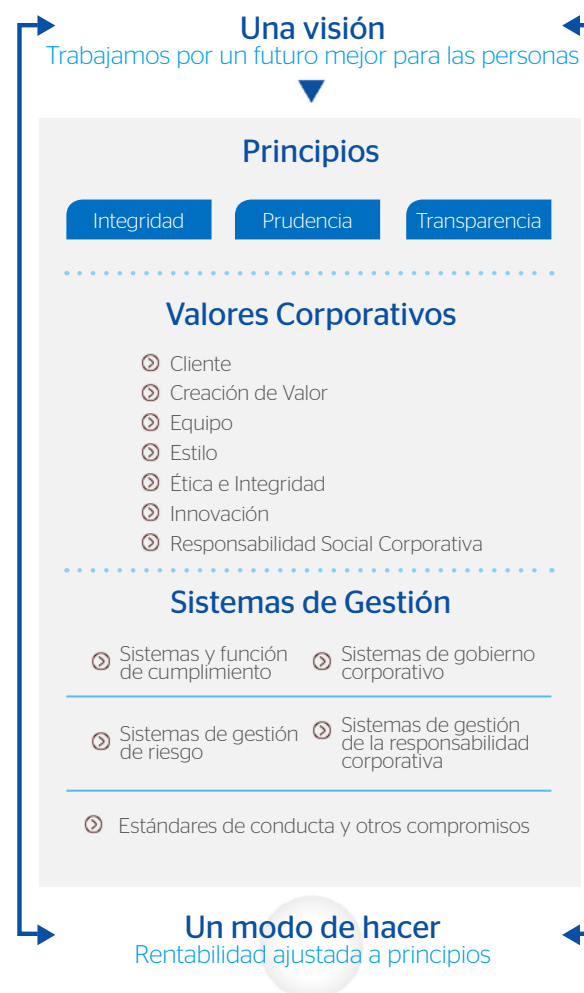 Una visión
Trabajamos por un futuro mejor para las personas
Principios
Integridad Prudencia Transparencia
Valores Corporativos
Cliente
Creación de Valor
Equipo
Estilo
Ética e Integridad
Innovación
Responsabilidad Social Corporativa
Sistemas de Gestión
Sistemas y función
de cumplimiento
Sistemas de gobierno
corporativo
Sistemas de gestión
de riesgo
Sistemas de gestión
de la responsabilidad
corporativa
Estándares de conducta y otros compromisos
Un modo de hacer
Rentabilidad ajustada a principios